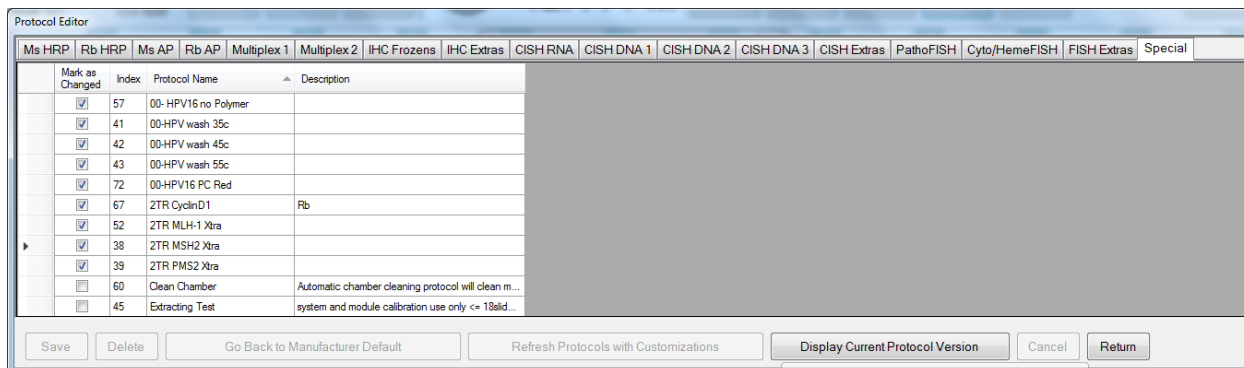 Protocol Editor
Ms HRP Rb HRP Ms AP Rb AP Multiplex 1 Multiplex 2 IHC Frozens IHC Extras CISH RNA CISH DNA 1 CISH DNA 2 CISH DNA 3 CISH Extras PathoFISH Cyto/HemeFISH FISH Extras Special
Mark as Changed Index Protocol Name Description
57 00- HPV16 no Polymer
41 00-HPV wash 35c
42 00-HPV wash 45c
43 00-HPV wash 55c
72 00-HPV16 PC Red
67 2TR CyclinD1 Rb
52 2TR MLH-1 Xtra
38 2TR MSH2 Xtra
39 2TR PMS2 Xtra
60 Clean Chamber Automatic chamber cleaning protocol will clean m...
45 Extracting Test system and module calibration use only <= 18slid...
Save Delete Go Back to Manufacturer Default Refresh Protocols with Customizations Display Current Protocol Version Cancel Return